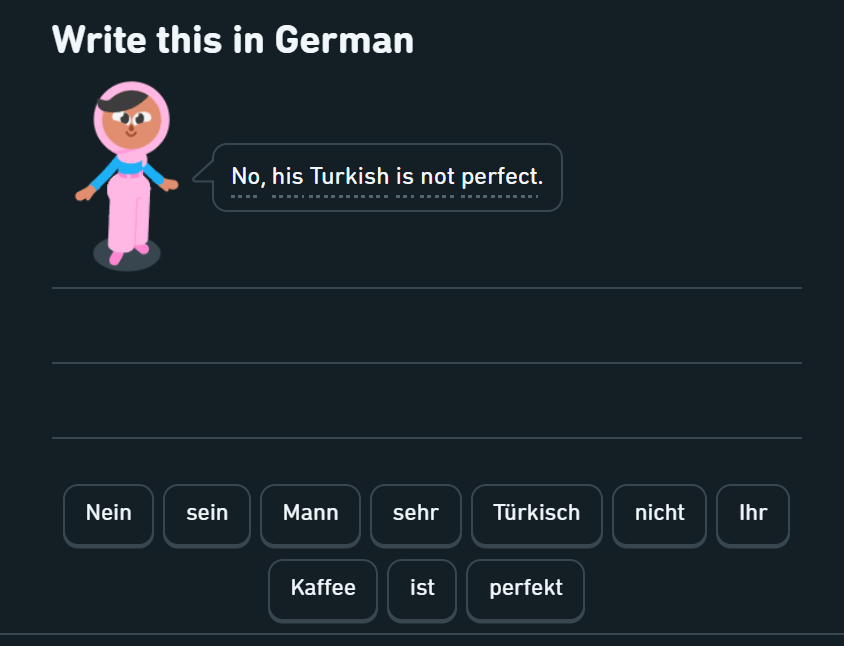 Write this in German
No, his Turkish is not perfect.
Nein sein Mann sehr Türkisch nicht Ihr
Kaffee ist perfekt